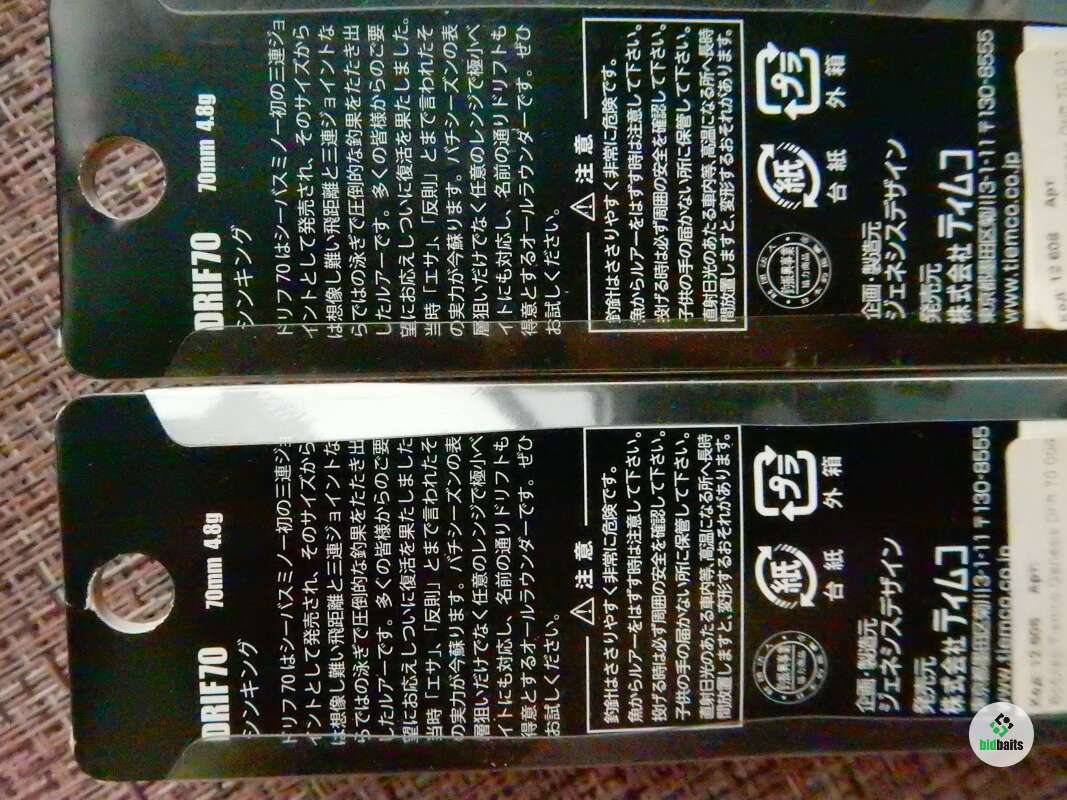 DRIF70 70mm 4.8g
シンキング
ドリフ70はシーバスミノー初の三連ジョ
イントとして発売され、そのサイズから
は想像し難い飛距離と三連ジョイントな
らではの泳ぎで圧倒的な釣果をたたき出
したルアーです。多くの皆様からのご要
望にお応えしついに復活を果たしました。
当時「エサ」、「反則」とまで言われたそ
の実力が今蘇ります。バチシーズンの表
層狙いだけでなく任意のレンジで極小ベ
イトにも対応し、名前の通りドリフトも
得意とするオールラウンダーです。ぜひ
お試しください。
注意
釣針はささりやすく非常に危険です。
魚からルアーをはずす時は注意して下さい。
投げる時は必ず周囲の安全を確認して下さい。
子供の手の届かない所に保管して下さい。
直射日光のあたる車内等、高温になる所へ長時
間放置しますと、変形するおそれがあります。
紙 プラ
台紙 外箱
企画・製造元
ジェネシスデザイン
発売元
株式会社 ティムコ
東京都墨田区菊川3-1-11 〒130-8555
www.tiemco.co.jp
Арт
DRIF70 70mm 4.8g
シンキング
ドリフ70はシーバスミノー初の三連ジョ
イントとして発売され、そのサイズから
は想像し難い飛距離と三連ジョイントな
らではの泳ぎで圧倒的な釣果をたたき出
したルアーです。多くの皆様からのご要
望にお応えしついに復活を果たしました。
当時「エサ」、「反則」とまで言われたそ
の実力が今蘇ります。バチシーズンの表
層狙いだけでなく任意のレンジで極小ベ
イトにも対応し、名前の通りドリフトも
得意とするオールラウンダーです。ぜひ
お試しください。
注意
釣針はささりやすく非常に危険です。
魚からルアーをはずす時は注意して下さい。
投げる時は必ず周囲の安全を確認して下さい。
子供の手の届かない所に保管して下さい。
直射日光のあたる車内等、高温になる所へ長時
間放置しますと、変形するおそれがあります。
紙 プラ
台紙 外箱
企画・製造元
ジェネシスデザイン
発売元
株式会社 ティムコ
東京都墨田区菊川3-1-11 〒130-8555
www.tiemco.co.jp
12 608 Арт
bidbaits